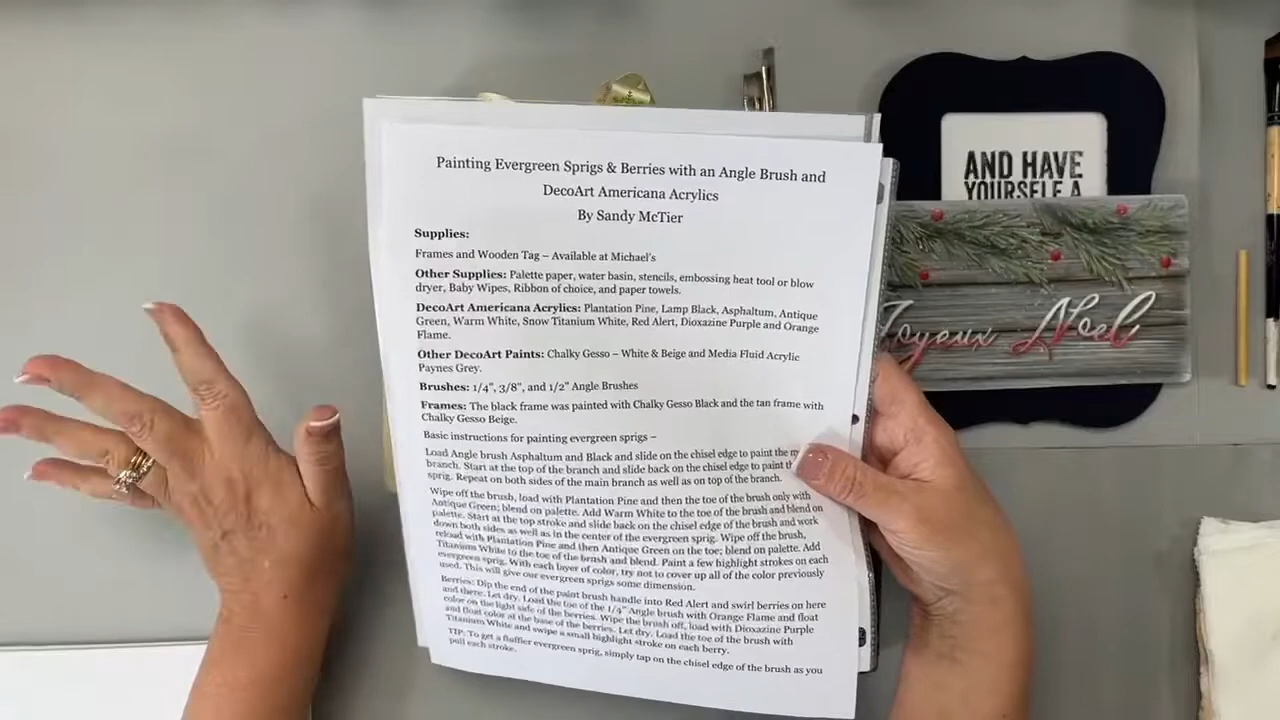 Painting Evergreen Sprigs & Berries with an Angle Brush and
DecoArt Americana Acrylics
By Sandy McTier
Supplies:
Frames and Wooden Tag – Available at Michael's
Other Supplies: Palette paper, water basin, stencils, embossing heat tool or blow
dryer, Baby Wipes, Ribbon of choice, and paper towels.
DecoArt Americana Acrylics: Plantation Pine, Lamp Black, Asphaltum, Antique
Green, Warm White, Snow Titanium White, Red Alert, Dioxazine Purple and Orange
Flame.
Other DecoArt Paints: Chalky Gesso – White & Beige and Media Fluid Acrylic
Paynes Grey.
Brushes: 1/4", 3/8", and 1/2" Angle Brushes
Frames: The black frame was painted with Chalky Gesso Black and the tan frame with
Chalky Gesso Beige.
Basic instructions for painting evergreen sprigs –
Load Angle brush Asphaltum and Black and slide on the chisel edge to paint the
branch. Start at the top of the branch and slide back on the chisel edge to paint
sprig. Repeat on both sides of the main branch as well as on top of the branch.
Wipe off the brush, load with Plantation Pine and then the toe of the brush only with
Antique Green; blend on palette. Add Warm White to the toe of the brush and blend on
palette. Start at the top stroke and slide back on the chisel edge of the brush and work
down both sides as well as in the center of the evergreen sprig. Wipe off the brush,
reload with Plantation Pine and then Antique Green on the toe; blend on palette. Add
Titanium White to the toe of the brush and blend. Paint a few highlight strokes on each
evergreen sprig. With each layer of color, try not to cover up all of the color previously
used. This will give our evergreen sprigs some dimension.
Berries: Dip the end of the paint brush handle into Red Alert and swirl berries on here
and there. Let dry. Load the toe of the 1/4" Angle brush with Orange Flame and float
color on the light side of the berries. Wipe the brush off, load with Dioxazine Purple
and float color at the base of the berries. Let dry. Load the toe of the brush with
Titanium White and swipe a small highlight stroke on each berry.
TIP: To get a fluffier evergreen sprig, simply tap on the chisel edge of the brush as you
pull each stroke.
AND HAVE
YOURSELF A
Joyeux Noel